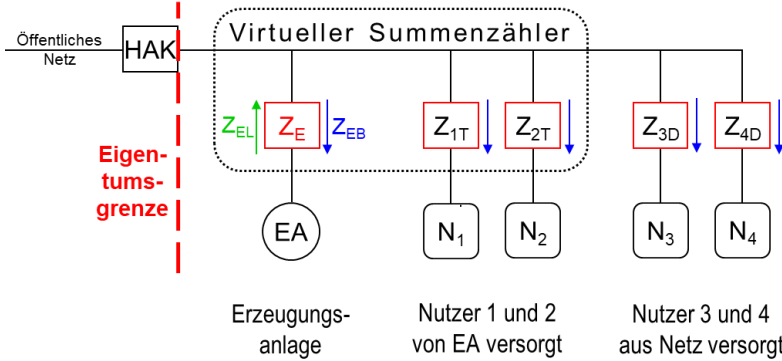 Öffentliches
Netz
HAK
Virtueller Summenzähler
Z_EL
Z_E
Z_EB
Z_1T
Z_2T
Z_3D
Z_4D
Eigen-
tums-
grenze
EA
N_1
N_2
N_3
N_4
Erzeugungs-
anlage
Nutzer 1 und 2
von EA versorgt
Nutzer 3 und 4
aus Netz versorgt